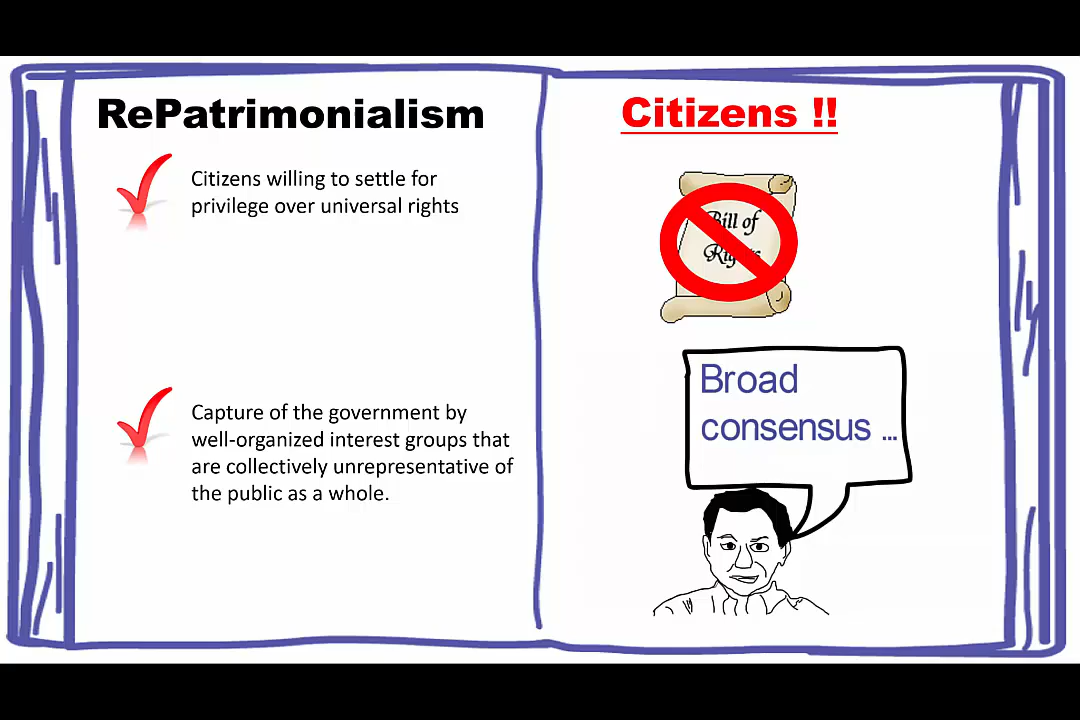 RePatrimonialism
Citizens willing to settle for
privilege over universal rights
Capture of the government by
well-organized interest groups that
are collectively unrepresentative of
the public as a whole.
Citizens !!
Bill of
Rights
Broad
consensus ...